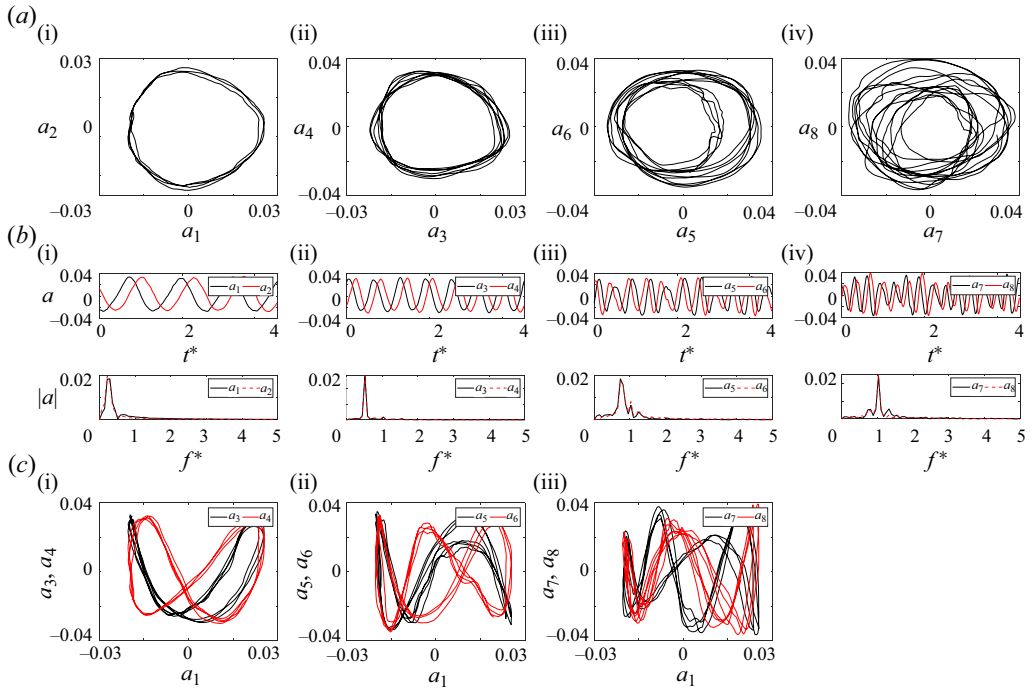 (a)
(i) (ii) (iii) (iv)
0.03 0.04 0.04 0.04
a2 0 a4 0 a6 0 a8 0
−0.03 −0.04 −0.04 −0.04
−0.03 0 0.03 −0.03 0 0.03 0 0.04 0 0.04
a1 a3 a5 a7
(b)
(i) (ii) (iii) (iv)
0.04 a1 a2 0.04 a3 a4 0.04 a5 a6 0.04 a7 a8
a 0 0 0 0
−0.04 −0.04 −0.04 −0.04
0 2 4 0 2 4 0 2 4 0 2 4
t* t* t* t*
0.02 a1 a2 0.02 a3 a4 0.02 a5 a6 0.02 a7 a8
|a|
0 1 2 3 4 5 0 1 2 3 4 5 0 1 2 3 4 5 0 1 2 3 4 5
f* f* f* f*
(c)
(i) (ii) (iii)
0.04 a3 a4 0.04 a5 a6 0.04 a7 a8
a3, a4 0 a5, a6 0 a7, a8 0
−0.04 −0.04 −0.04
−0.03 0 0.03 −0.03 0 0.03 −0.03 0 0.03
a1 a1 a1